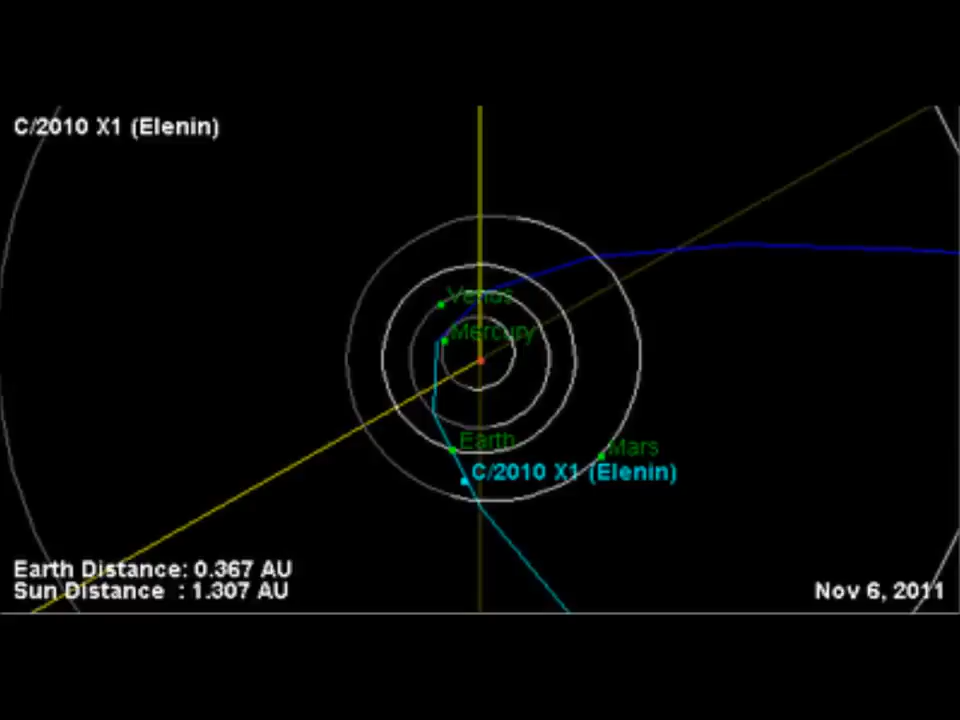 C/2010 X1 (Elenin)
Venus
Mercury
Earth
Mars
C/2010 X1 (Elenin)
Earth Distance: 0.367 AU
Sun Distance : 1.307 AU
Nov 6, 2011